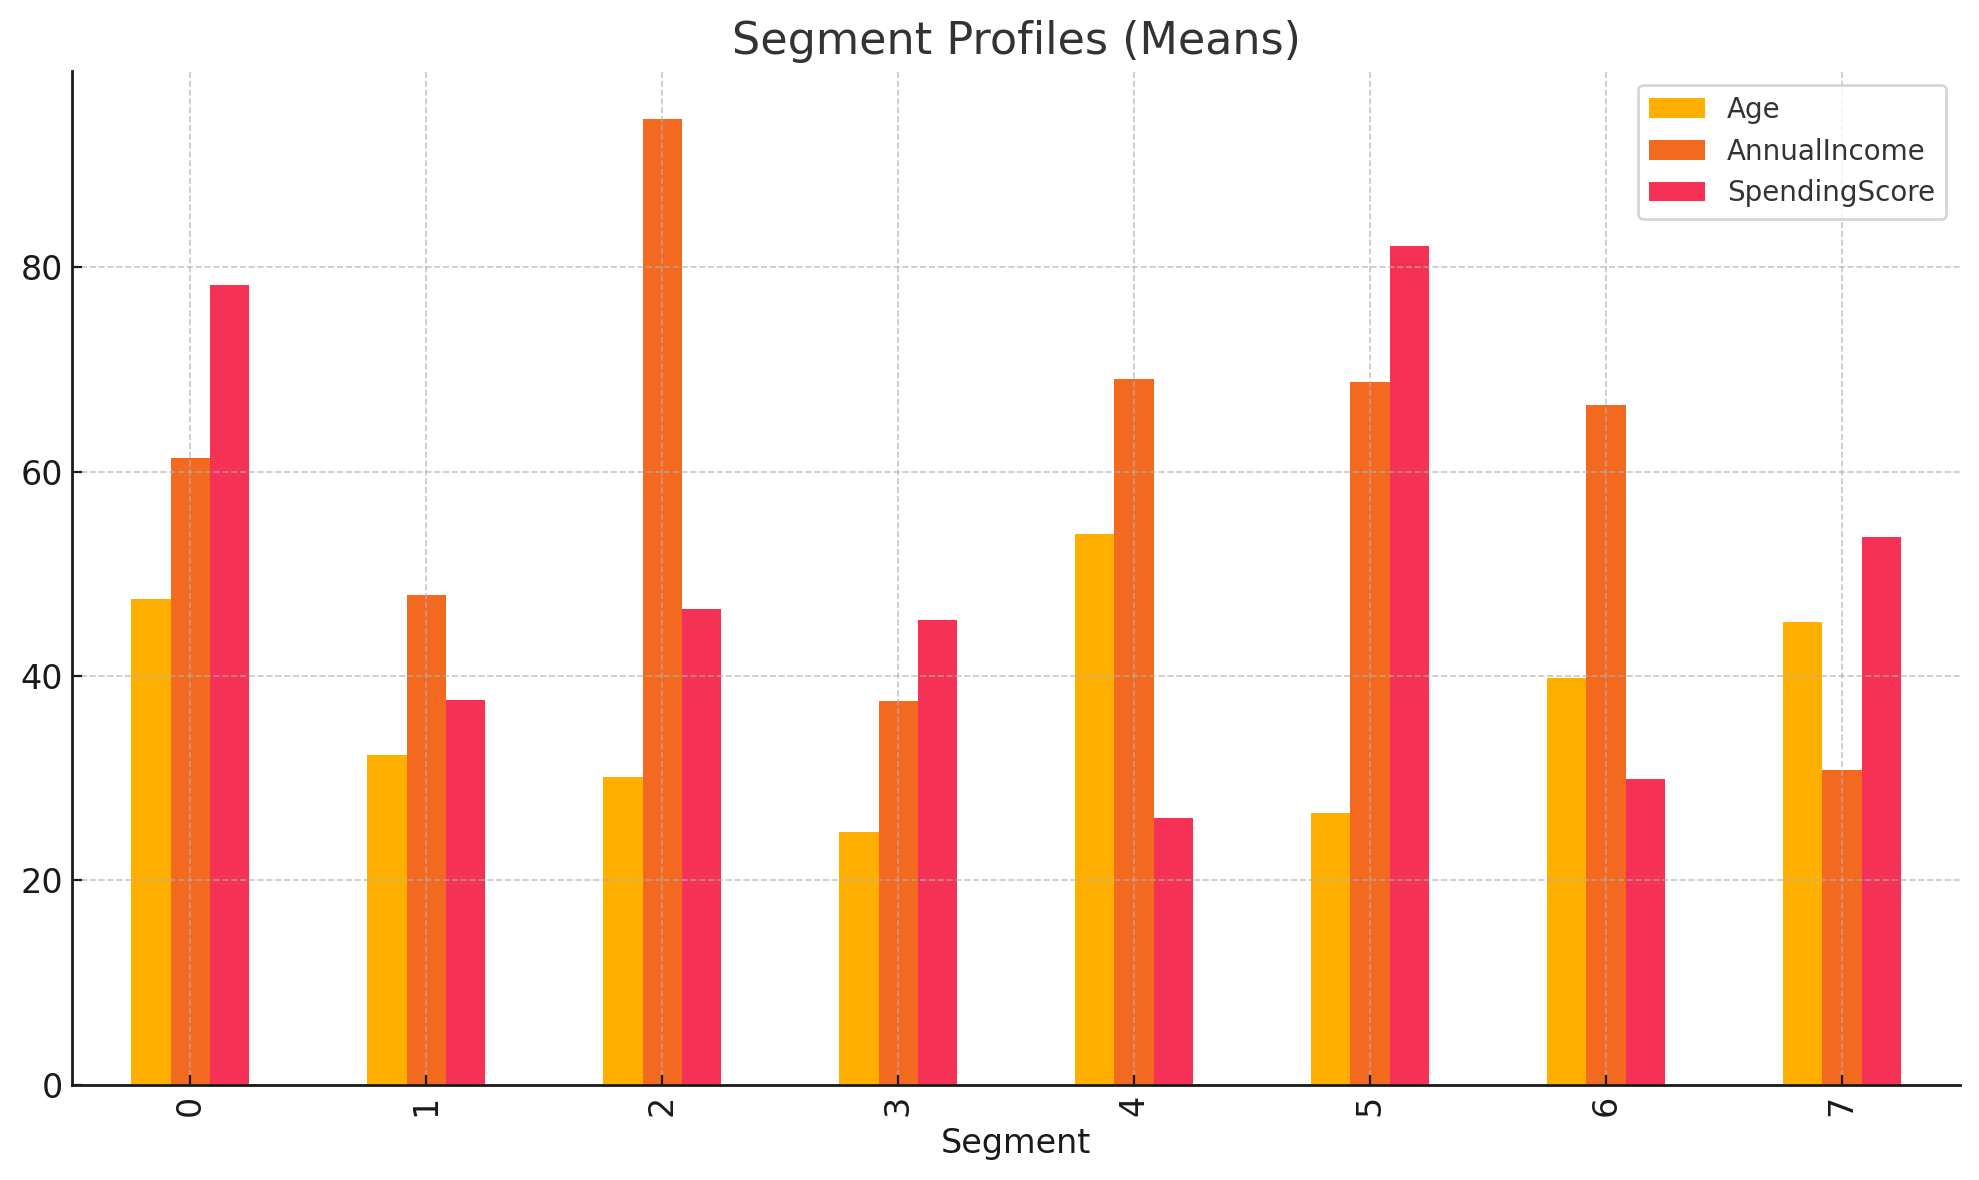 Segment Profiles (Means)
Age
AnnualIncome
SpendingScore
80
60
40
20
0
0 1 2 3 4 5 6 7
Segment